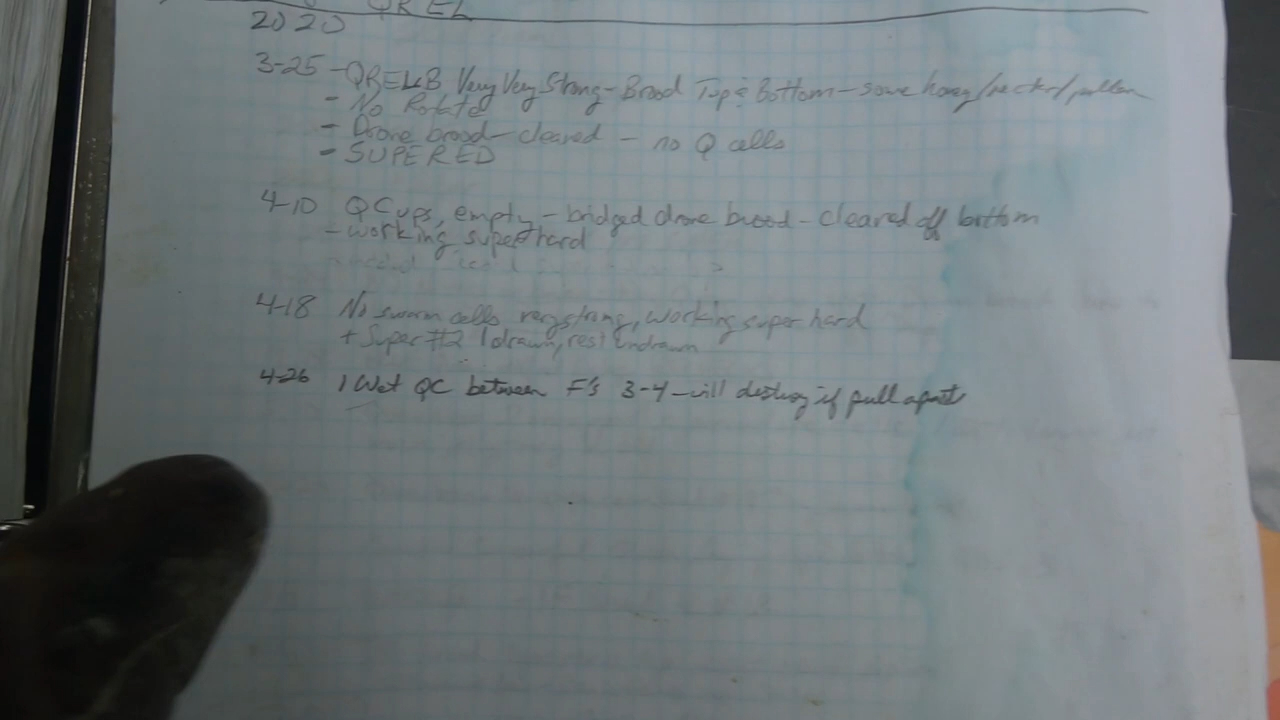 QREL
2020
3-25 - QRELB Very Very Strong - Brood Top & Bottom - some honey/nectar/pollen
- No Rotate
- Drone brood - cleared - no Q cells
- SUPERED
4-10 QCups, empty - bridged drone brood - cleared off bottom
- working super hard
4-18 No swarm cells very strong, working super hard
+ Super #2 1 drawn, rest undrawn
4-26 1 Wet QC between F's 3-4 - will destroy if pull apart